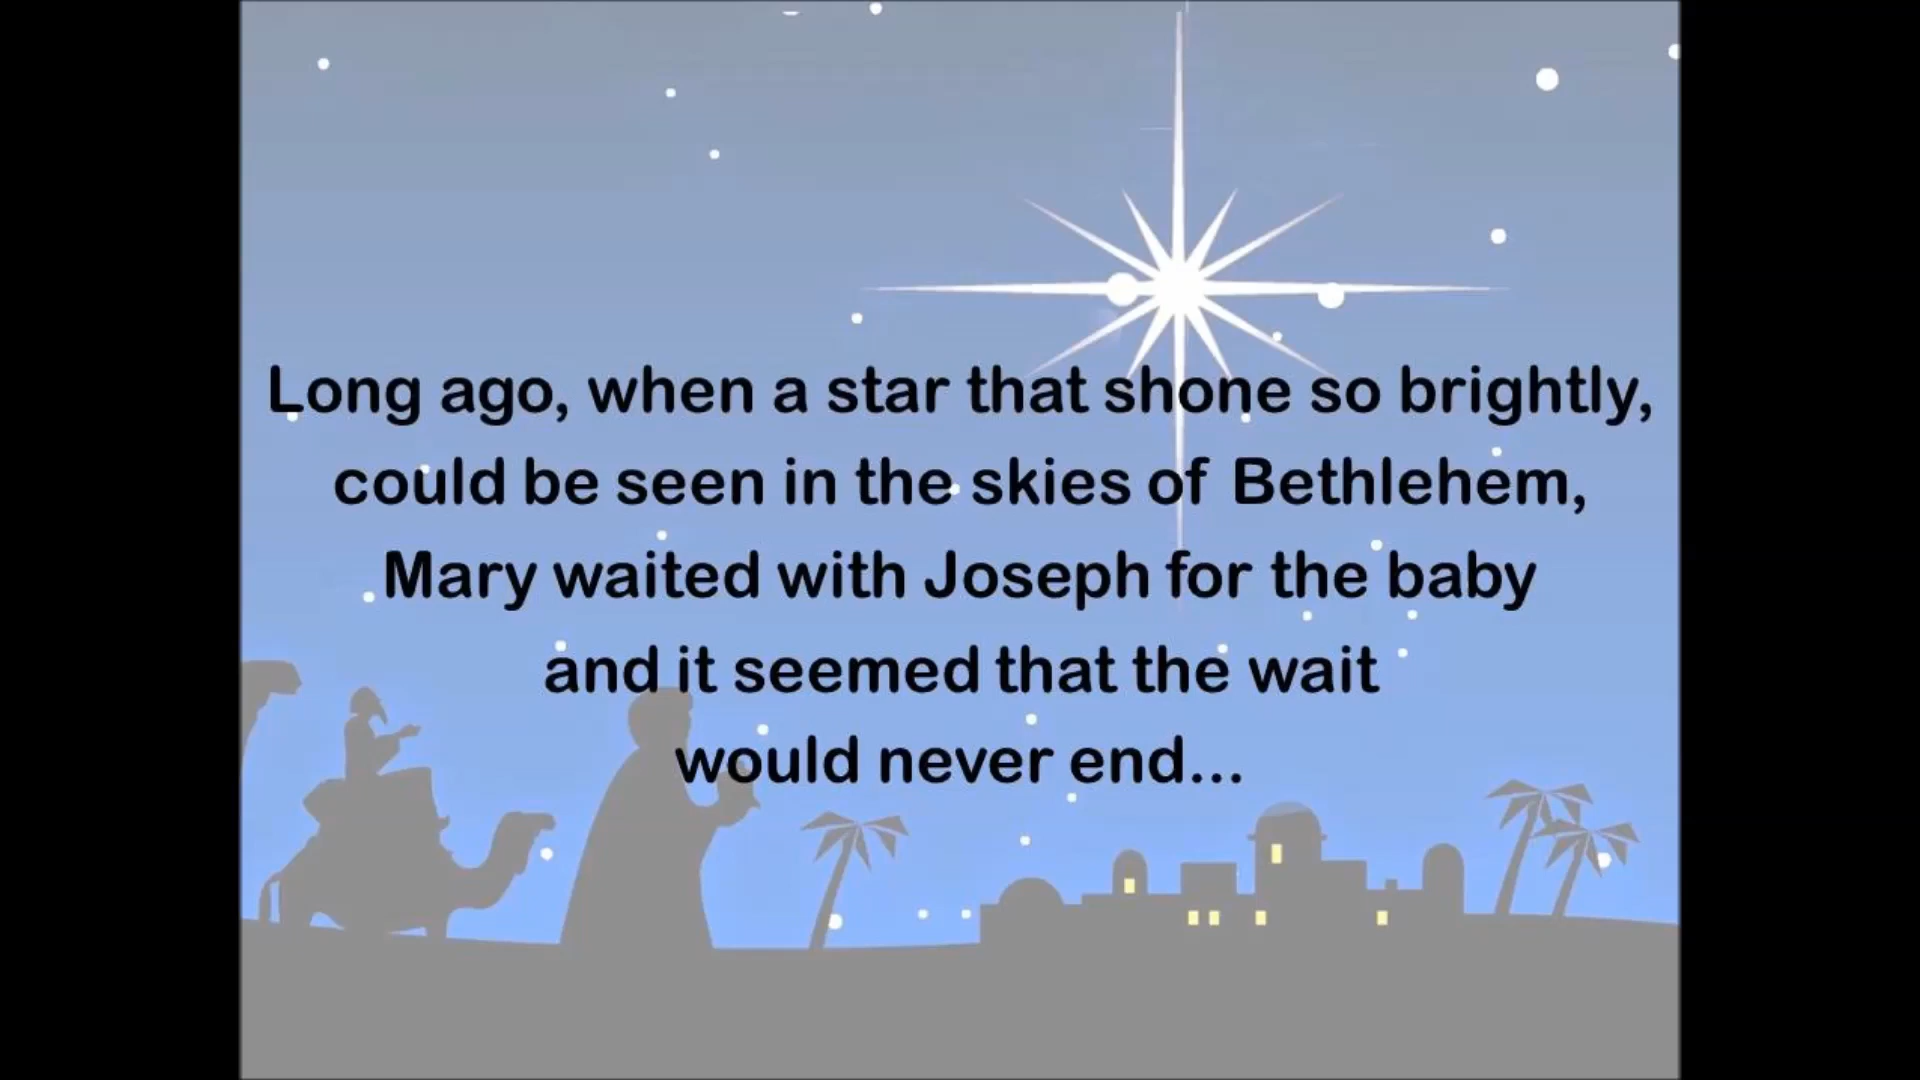 Long ago, when a star that shone so brightly,
could be seen in the skies of Bethlehem,
Mary waited with Joseph for the baby
and it seemed that the wait
would never end...